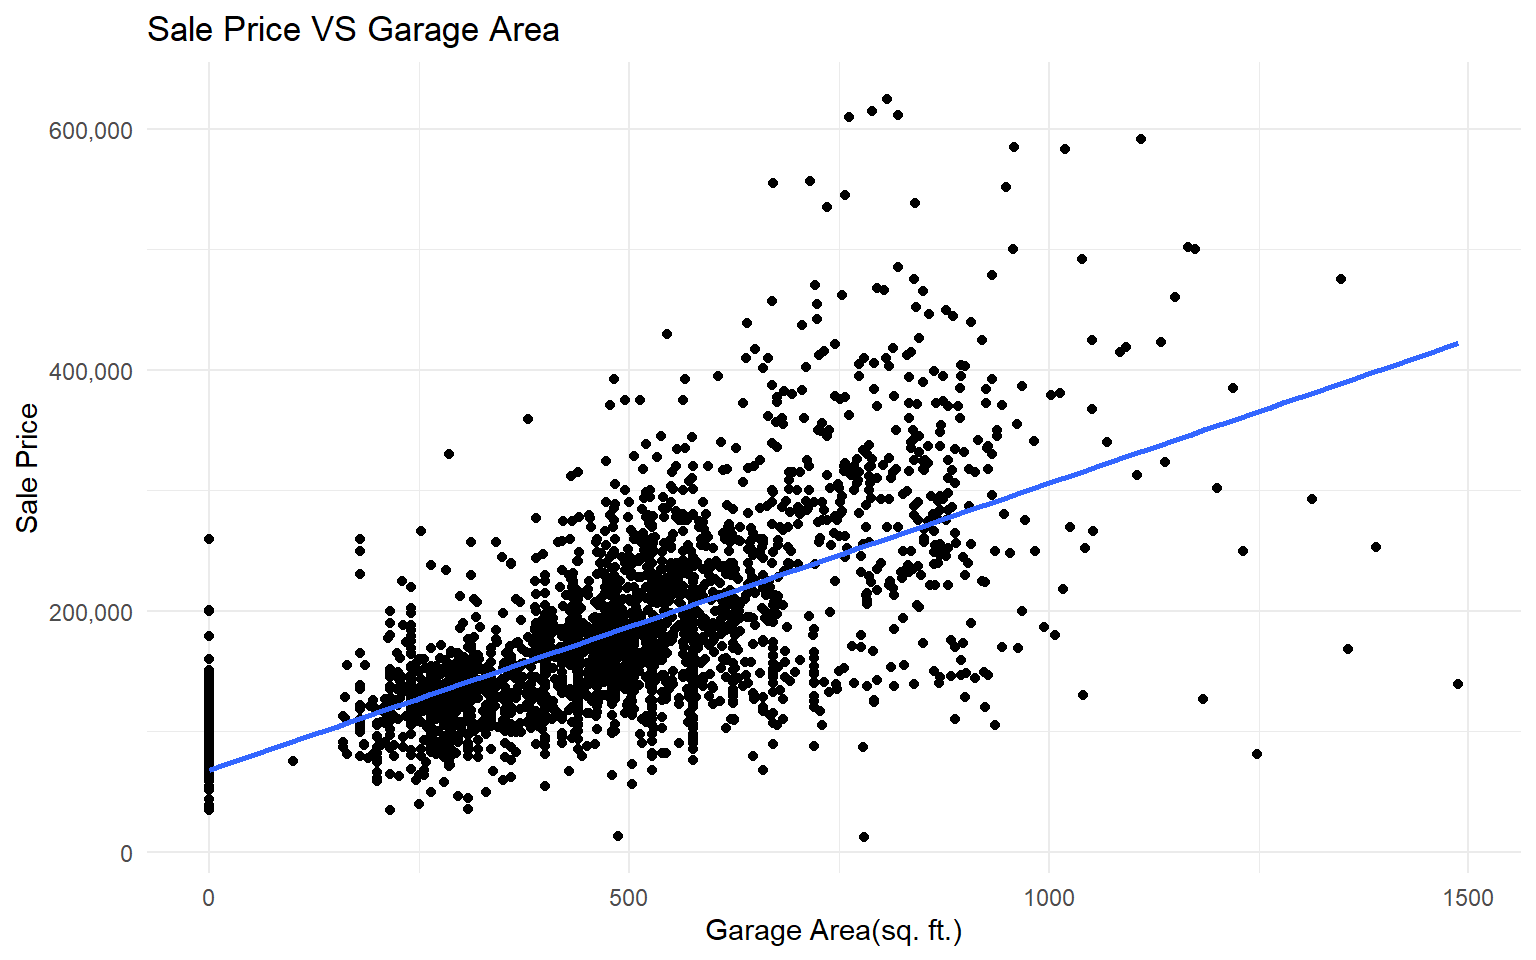 Sale Price VS Garage Area
600,000
400,000
200,000
0
Sale Price
0 500 1000 1500
Garage Area(sq. ft.)